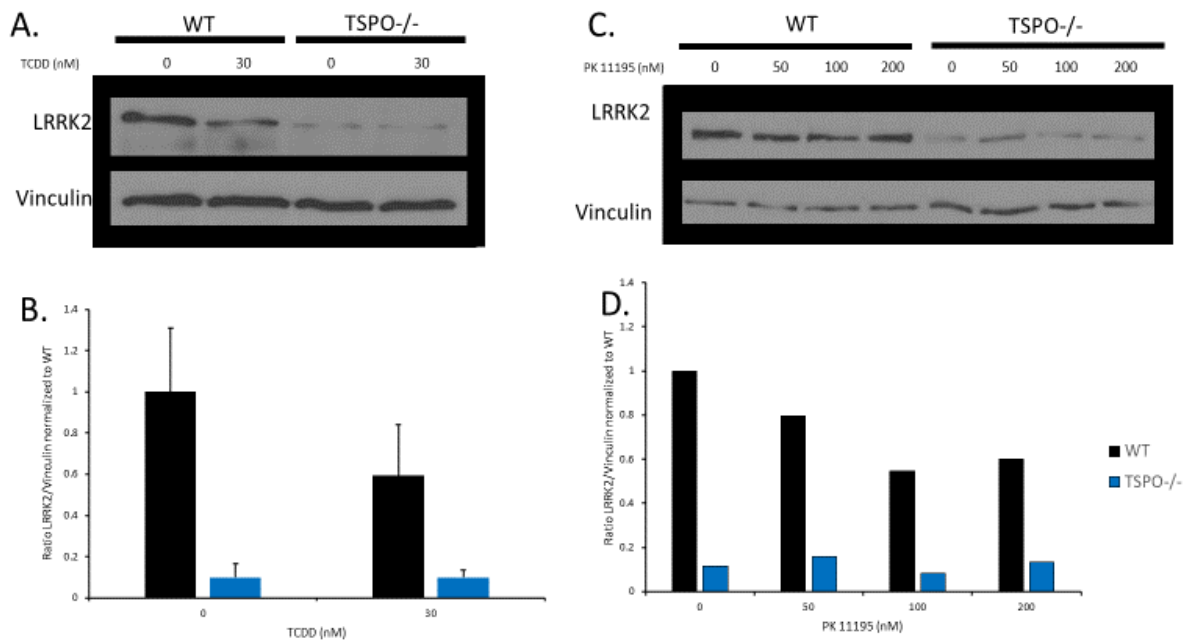 A.
WT TSPO-/-
TCDD (nM) 0 30 0 30
LRRK2
Vinculin
C.
WT TSPO-/-
PK 11195 (nM) 0 50 100 200 0 50 100 200
LRRK2
Vinculin
B.
Ratio LRRK2/Vinculin normalized to WT
1.4
1.2
1
0.8
0.6
0.4
0.2
0
0 30
TCDD (nM)
D.
Ratio LRRK2/Vinculin normalized to WT
1.4
1.2
1
0.8
0.6
0.4
0.2
0
0 50 100 200
PK 11195 (nM)
WT
TSPO-/-